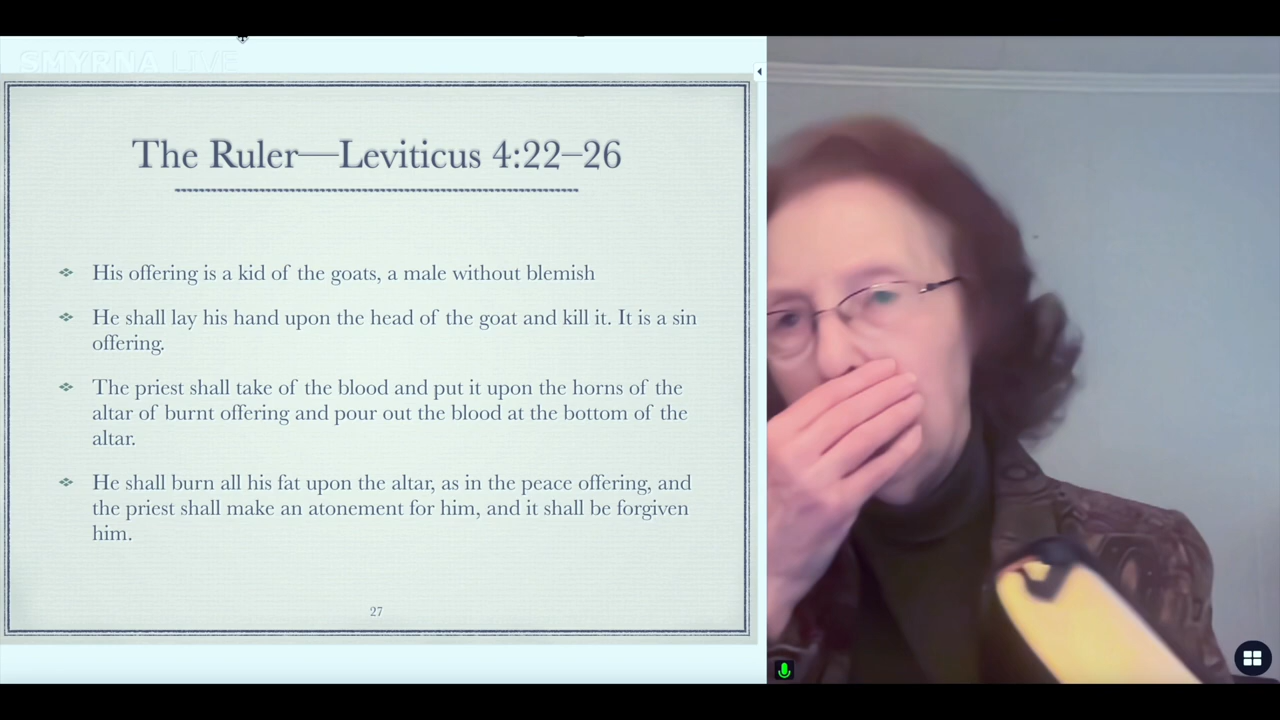 SMYRNA LIVE
The Ruler—Leviticus 4:22–26
His offering is a kid of the goats, a male without blemish
He shall lay his hand upon the head of the goat and kill it. It is a sin
offering.
The priest shall take of the blood and put it upon the horns of the
altar of burnt offering and pour out the blood at the bottom of the
altar.
He shall burn all his fat upon the altar, as in the peace offering, and
the priest shall make an atonement for him, and it shall be forgiven
him.
27